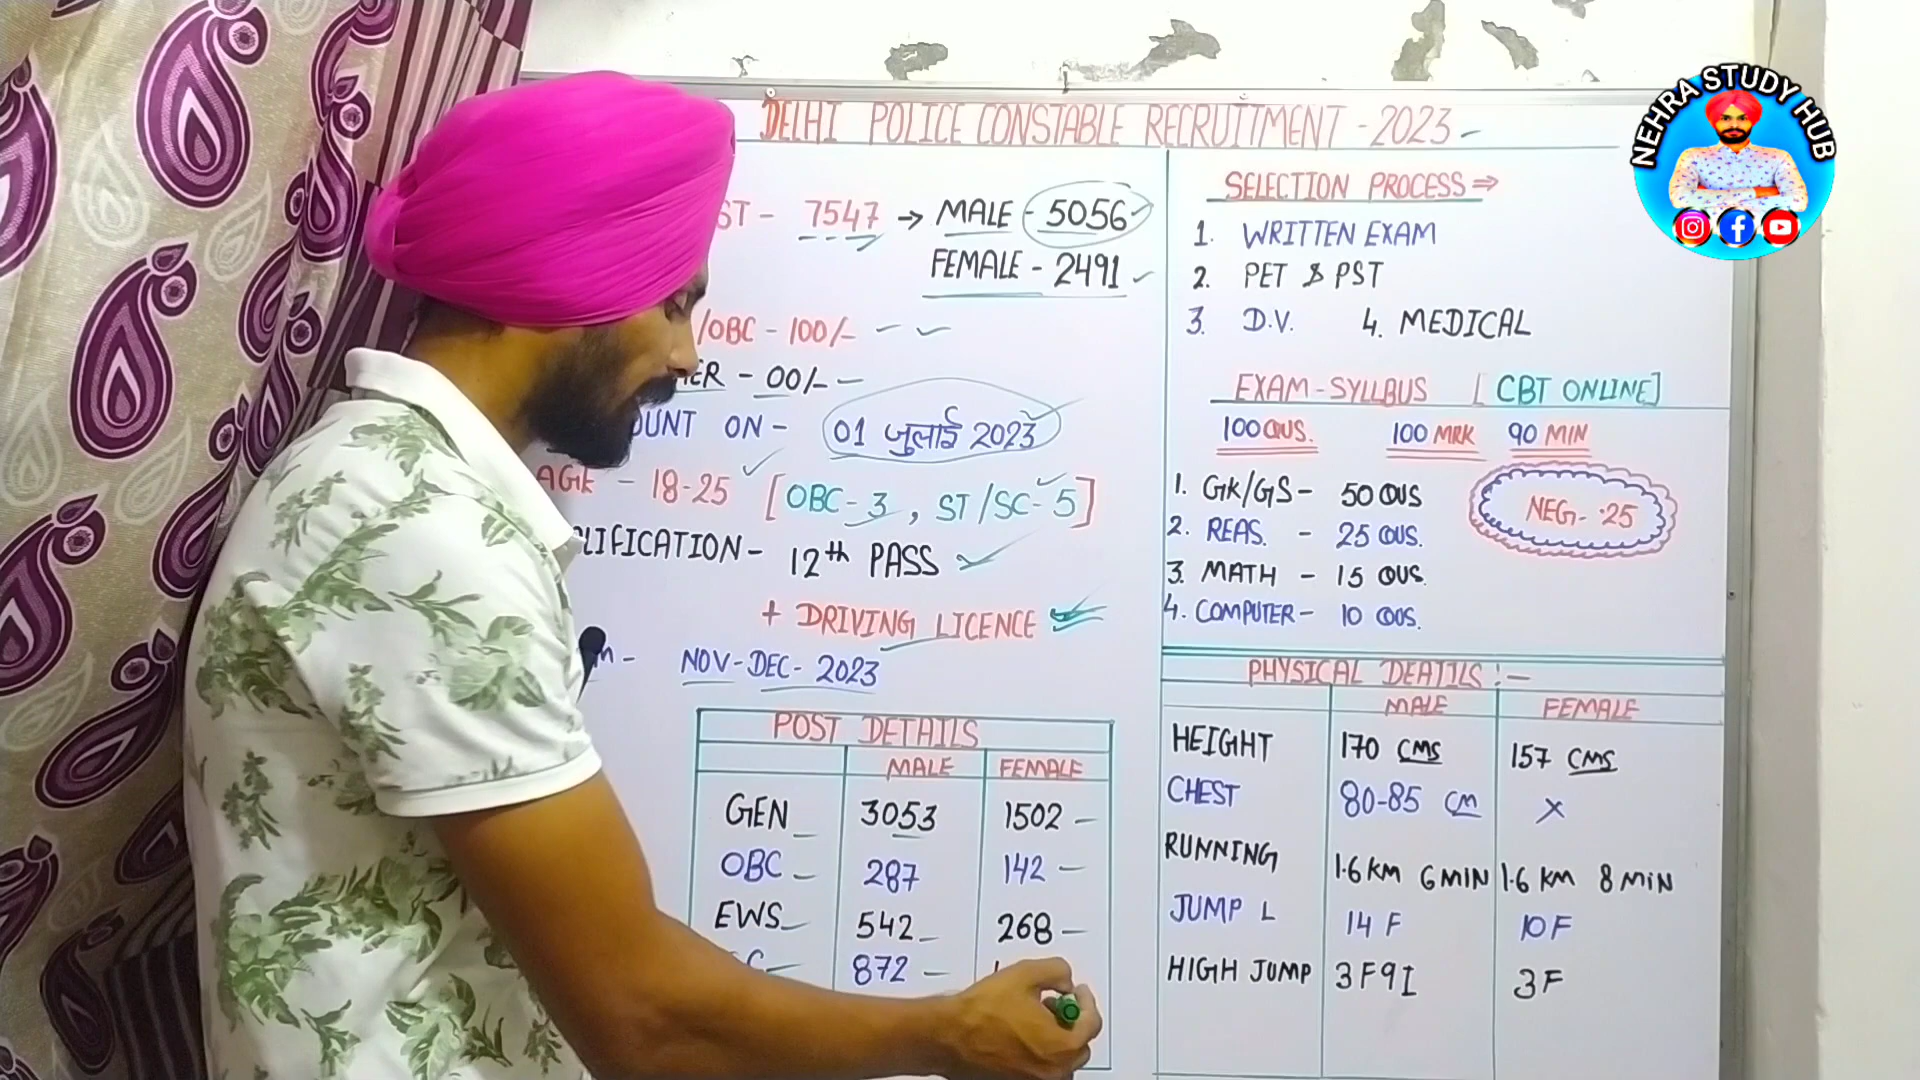 DELHI POLICE CONSTABLE RECRUITMENT - 2023 -
ST - 7547 → MALE - 5056
FEMALE - 2491
/OBC - 100/-
- 00/-
OUNT ON - 01 जुलाई 2023
AGE - 18-25 [OBC - 3, ST/SC - 5]
LIFICATION - 12th PASS
+ DRIVING LICENCE
NOV-DEC-2023
POST DETAILS
MALE FEMALE
GEN 3053 1502
OBC 287 142
EWS 542 268
872
SELECTION PROCESS ⇒
1. WRITTEN EXAM
2. PET & PST
3. D.V. 4. MEDICAL
EXAM-SYLLBUS [CBT ONLINE]
100 QUS. 100 MRK 90 MIN
1. GK/GS - 50 QUS
2. REAS. - 25 QUS.
3. MATH - 15 QUS.
4. COMPUTER - 10 QUS.
NEG - .25
PHYSICAL DEATILS :-
MALE FEMALE
HEIGHT 170 CMS 157 CMS
CHEST 80-85 CM X
RUNNING 1.6 KM 6 MIN 1.6 KM 8 MIN
JUMP L 14 F 10 F
HIGH JUMP 3F9I 3F
NEHRA STUDY HUB